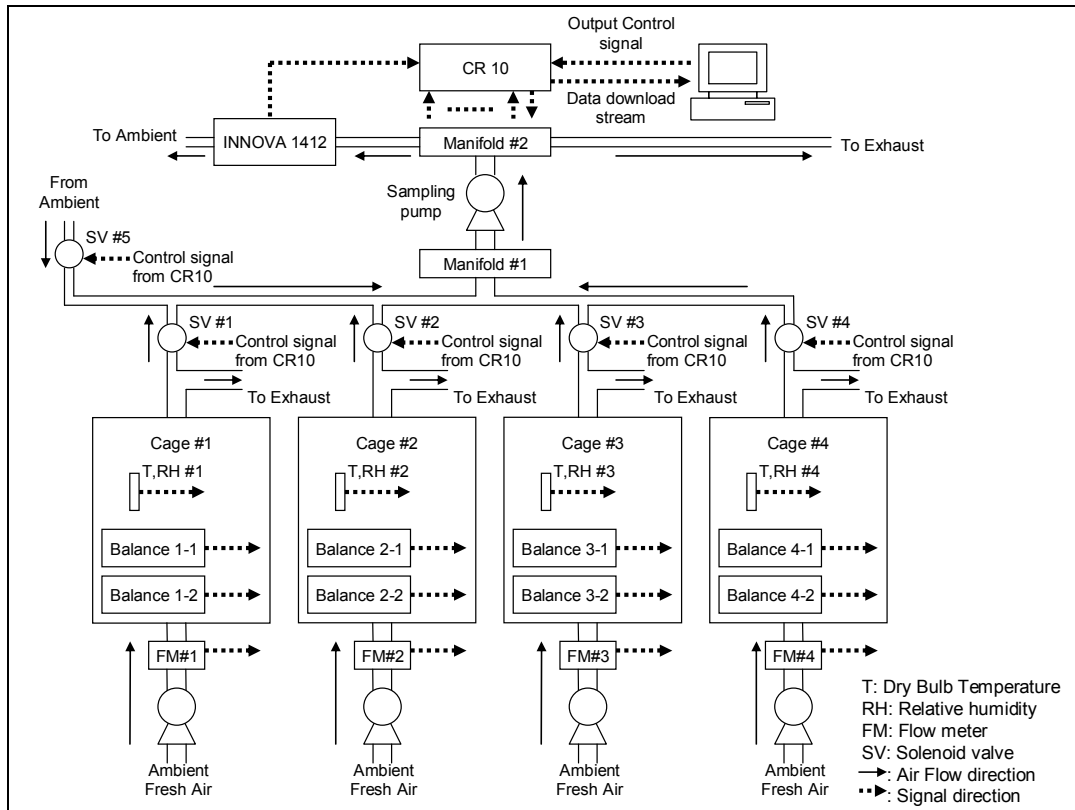 Output Control
signal
CR 10
Data download
stream
To Ambient
INNOVA 1412
Manifold #2
To Exhaust
From
Ambient
Sampling
pump
SV #5
Control signal
from CR10
Manifold #1
SV #1
Control signal
from CR10
SV #2
Control signal
from CR10
SV #3
Control signal
from CR10
SV #4
Control signal
from CR10
To Exhaust
To Exhaust
To Exhaust
To Exhaust
Cage #1
T,RH #1
Balance 1-1
Balance 1-2
FM#1
Ambient
Fresh Air
Cage #2
T,RH #2
Balance 2-1
Balance 2-2
FM#2
Ambient
Fresh Air
Cage #3
T,RH #3
Balance 3-1
Balance 3-2
FM#3
Ambient
Fresh Air
Cage #4
T,RH #4
Balance 4-1
Balance 4-2
FM#4
Ambient
Fresh Air
T: Dry Bulb Temperature
RH: Relative humidity
FM: Flow meter
SV: Solenoid valve
: Air Flow direction
: Signal direction